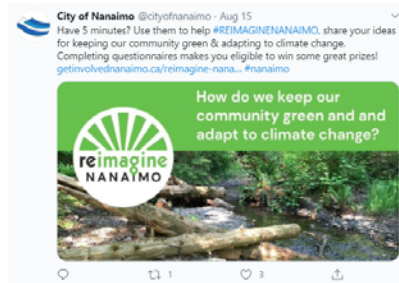 City of Nanaimo @cityofnanaimo · Aug 15
Have 5 minutes? Use them to help #REIMAGINENANAIMO, share your ideas
for keeping our community green & adapting to climate change.
Completing questionnaires makes you eligible to win some great prizes!
getinvolvednanaimo.ca/reimagine-nana... #nanaimo
How do we keep our
community green and and
adapt to climate change?
reimagine
NANAIMO
1
3